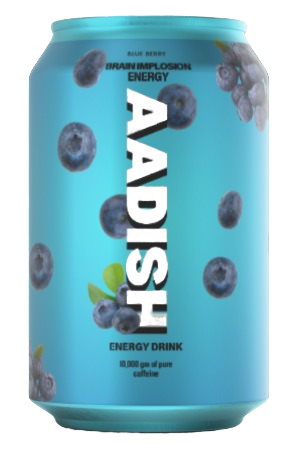 BLUE BERRY
BRAIN IMPLOSION
ENERGY
AADISH
ENERGY DRINK
10,000 gm of pure
caffeine